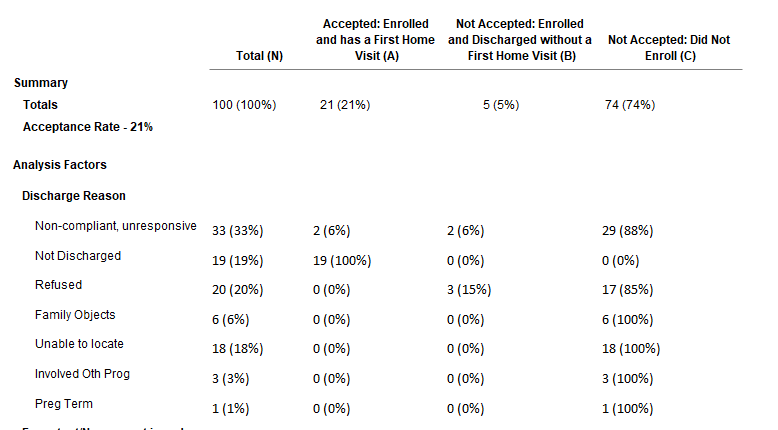 Total (N) Accepted: Enrolled and has a First Home Visit (A) Not Accepted: Enrolled and Discharged without a First Home Visit (B) Not Accepted: Did Not Enroll (C)
Summary
Totals 100 (100%) 21 (21%) 5 (5%) 74 (74%)
Acceptance Rate - 21%
Analysis Factors
Discharge Reason
Non-compliant, unresponsive 33 (33%) 2 (6%) 2 (6%) 29 (88%)
Not Discharged 19 (19%) 19 (100%) 0 (0%) 0 (0%)
Refused 20 (20%) 0 (0%) 3 (15%) 17 (85%)
Family Objects 6 (6%) 0 (0%) 0 (0%) 6 (100%)
Unable to locate 18 (18%) 0 (0%) 0 (0%) 18 (100%)
Involved Oth Prog 3 (3%) 0 (0%) 0 (0%) 3 (100%)
Preg Term 1 (1%) 0 (0%) 0 (0%) 1 (100%)